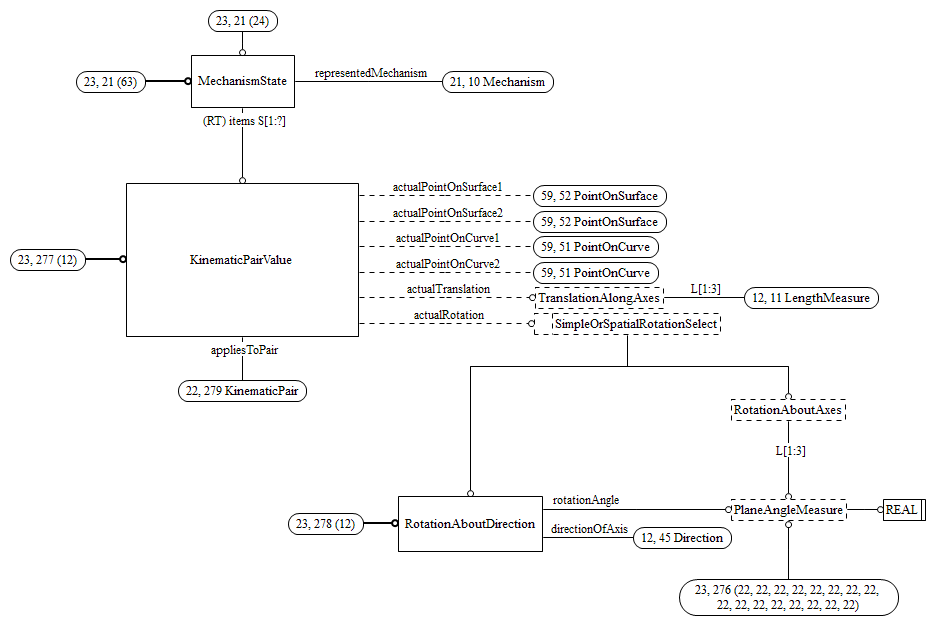 23, 21 (24)
23, 21 (63)
MechanismState
representedMechanism
21, 10 Mechanism
(RT) items S[1:?]
actualPointOnSurface1
59, 52 PointOnSurface
actualPointOnSurface2
59, 52 PointOnSurface
actualPointOnCurve1
59, 51 PointOnCurve
23, 277 (12)
KinematicPairValue
actualPointOnCurve2
59, 51 PointOnCurve
actualTranslation
TranslationAlongAxes
L[1:3]
12, 11 LengthMeasure
actualRotation
SimpleOrSpatialRotationSelect
appliesToPair
22, 279 KinematicPair
RotationAboutAxes
L[1:3]
23, 278 (12)
RotationAboutDirection
rotationAngle
PlaneAngleMeasure
REAL
directionOfAxis
12, 45 Direction
23, 276 (22, 22, 22, 22, 22, 22, 22, 22,
22, 22, 22, 22, 22, 22, 22, 22)